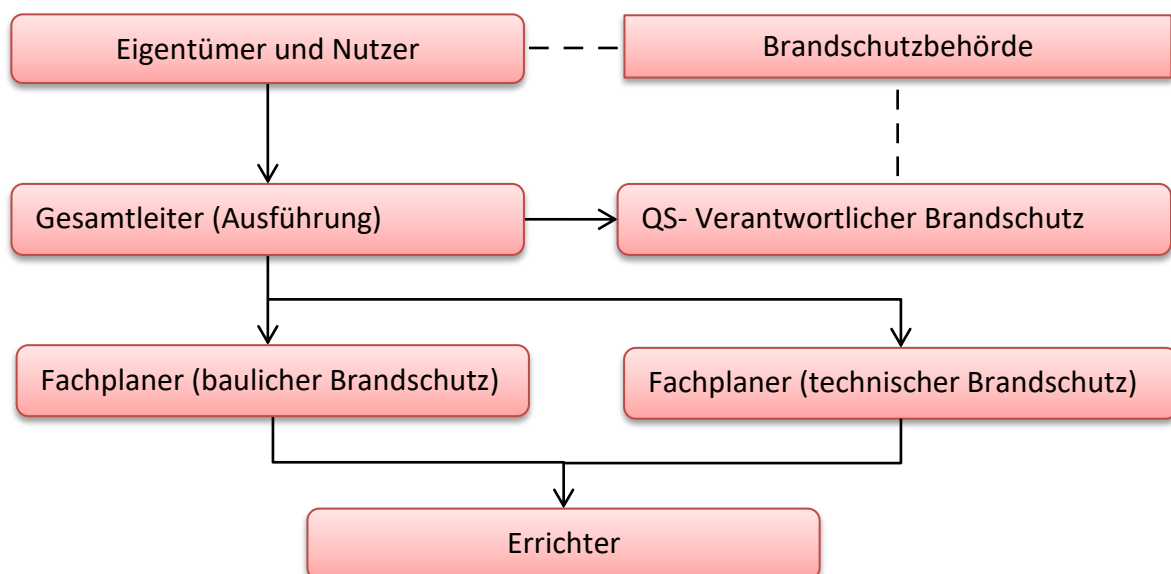 Eigentümer und Nutzer
Brandschutzbehörde
Gesamtleiter (Ausführung)
QS- Verantwortlicher Brandschutz
Fachplaner (baulicher Brandschutz)
Fachplaner (technischer Brandschutz)
Errichter